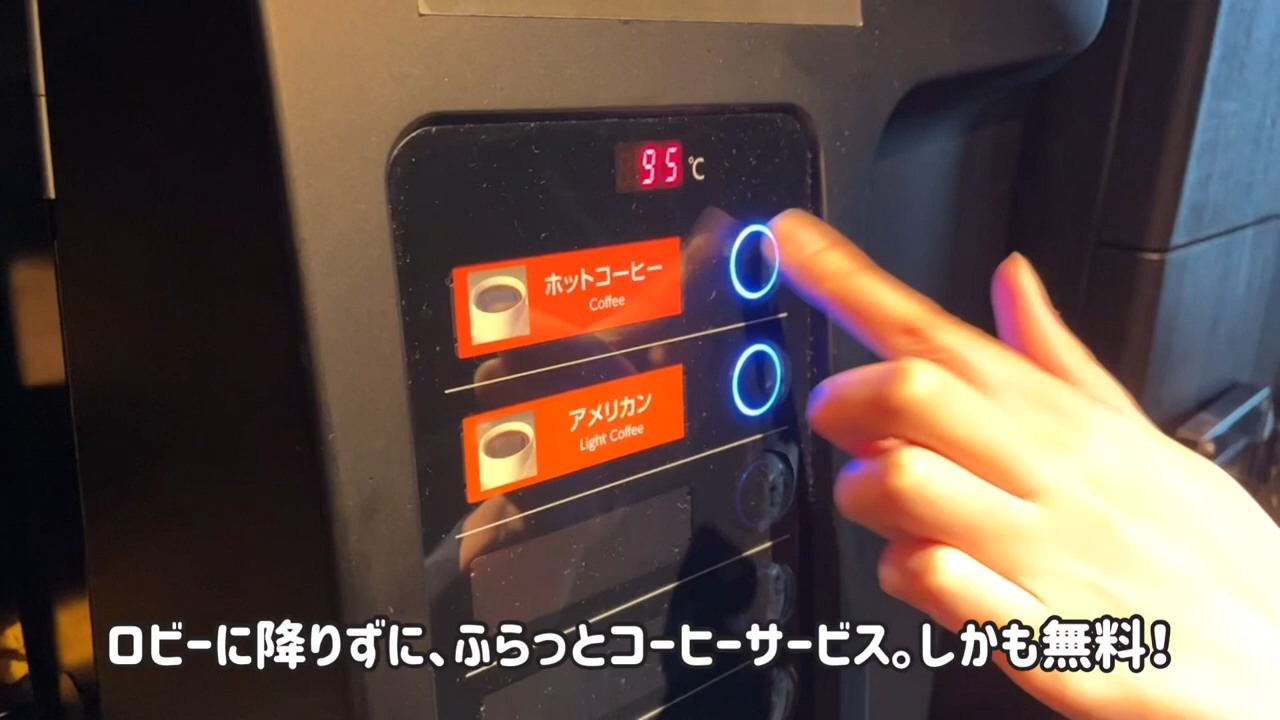 95℃
ホットコーヒー
Coffee
アメリカン
Light Coffee
ロビーに降りずに、ふらっとコーヒーサービス。しかも無料！